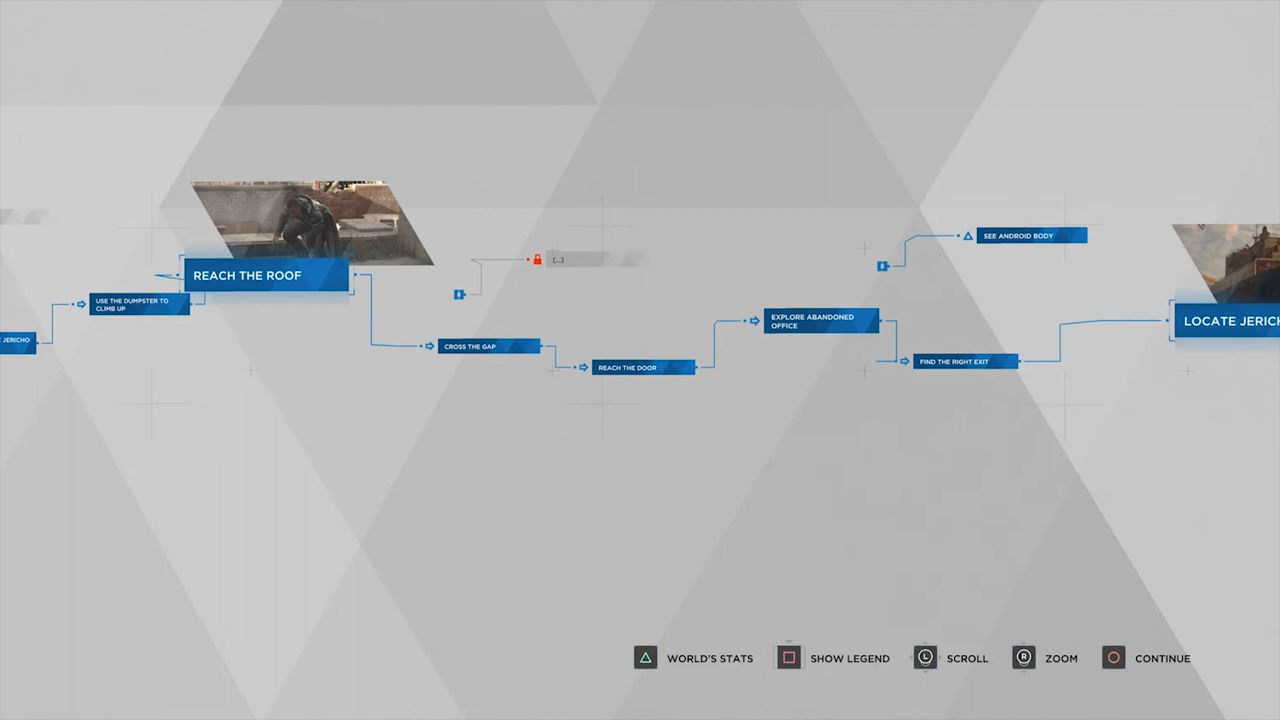 SEE ANDROID BODY
[...]
REACH THE ROOF
USE THE DUMPSTER TO
CLIMB UP
EXPLORE ABANDONED
OFFICE
LOCATE JERICH
JERICHO
CROSS THE GAP
FIND THE RIGHT EXIT
REACH THE DOOR
WORLD'S STATS
SHOW LEGEND
L
SCROLL
R
ZOOM
CONTINUE